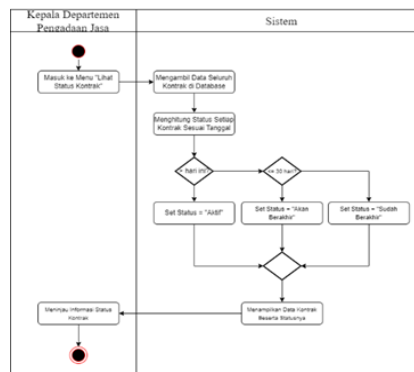 Kepala Departemen
Pengadaan Jasa
Sistem
Masuk ke Menu "Lihat
Status Kontrak"
Mengambil Data Seluruh
Kontrak di Database
Menghitung Status Setiap
Kontrak Sesuai Tanggal
hari ini?
30 hari?
Set Status = "Aktif"
Set Status = "Akan
Berakhir"
Set Status = "Sudah
Berakhir"
Meninjau Informasi Status
Kontrak
Menampilkan Data Kontrak
Beserta Statusnya